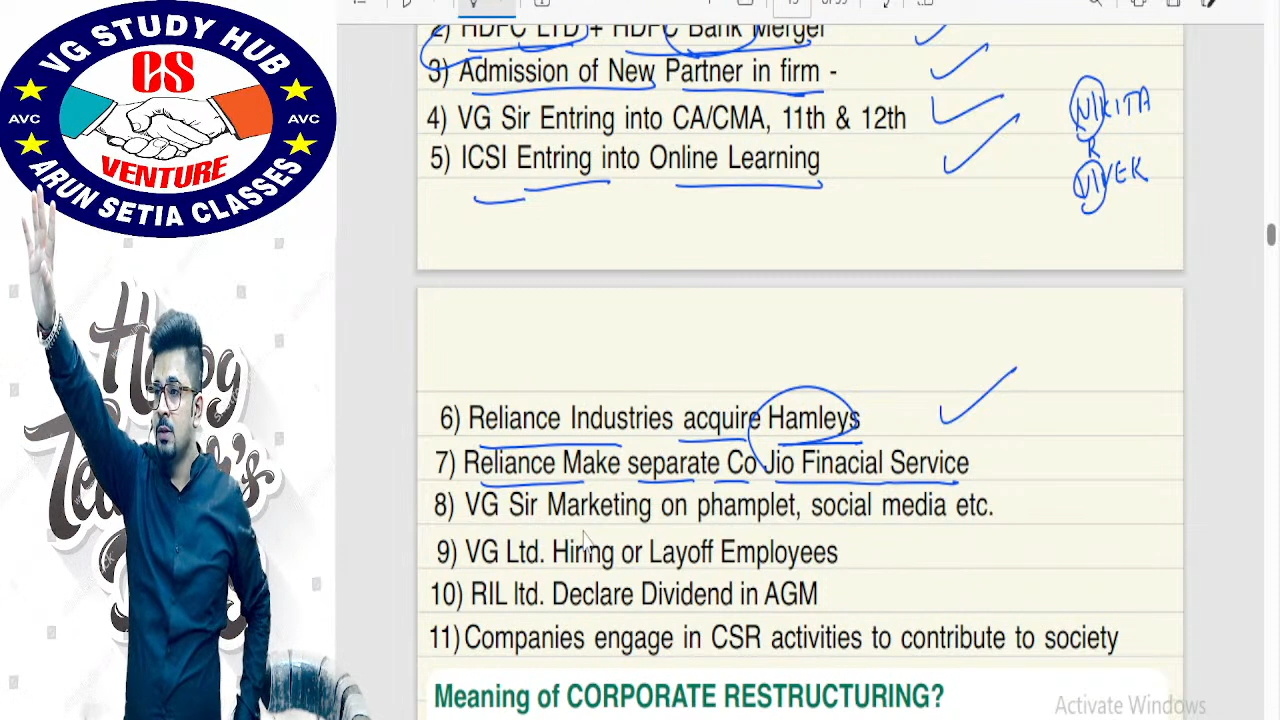 VG STUDY HUB
CS
AVC
AVC
VENTURE
ARUN SETIA CLASSES
2) HDFC LTD + HDFC Bank Merger
3) Admission of New Partner in firm -
4) VG Sir Entring into CA/CMA, 11th & 12th
5) ICSI Entring into Online Learning
NIKITA
R
VIVEK
6) Reliance Industries acquire Hamleys
7) Reliance Make separate Co Jio Finacial Service
8) VG Sir Marketing on phamplet, social media etc.
9) VG Ltd. Hiring or Layoff Employees
10) RIL ltd. Declare Dividend in AGM
11) Companies engage in CSR activities to contribute to society
Meaning of CORPORATE RESTRUCTURING?
Activate Windows